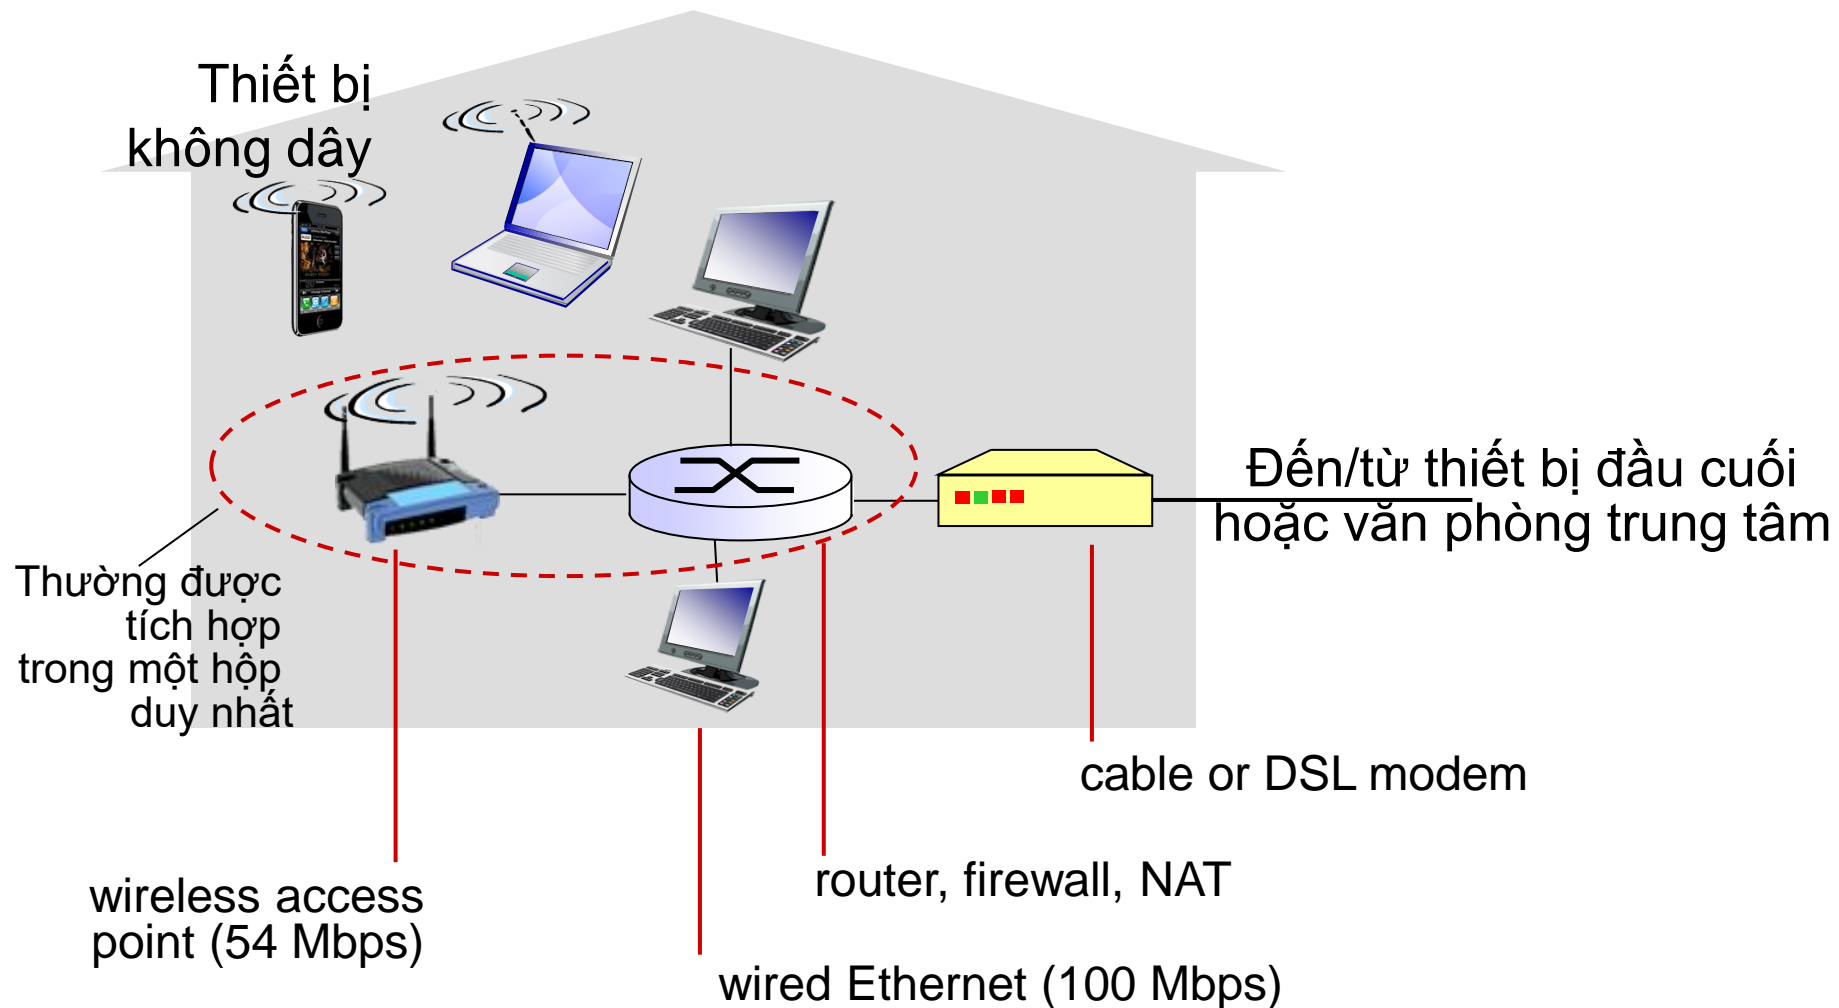 Thiết bị
không dây
Đến/từ thiết bị đầu cuối
hoặc văn phòng trung tâm
Thường được
tích hợp
trong một hộp
duy nhất
cable or DSL modem
router, firewall, NAT
wireless access
point (54 Mbps)
wired Ethernet (100 Mbps)